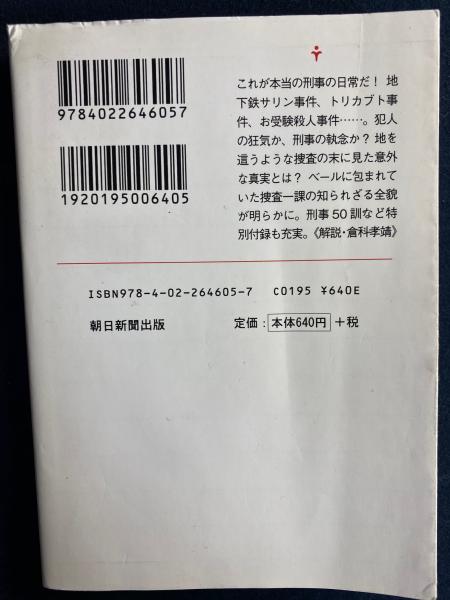 9784022646057
1920195006405
これが本当の刑事の日常だ！ 地
下鉄サリン事件、トリカブト事
件、お受験殺人事件……。犯人
の狂気か、刑事の執念か？ 地を
這うような捜査の末に見た意外
な真実とは？ ベールに包まれて
いた捜査一課の知られざる全貌
が明らかに。刑事50訓など特
別付録も充実。《解説・倉科孝靖》
ISBN978-4-02-264605-7 C0195 ¥640E
朝日新聞出版 定価：本体640円＋税